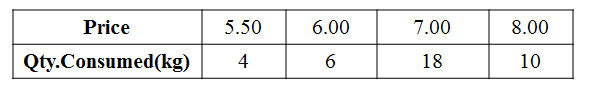 Price 5.50 6.00 7.00 8.00
Qty.Consumed(kg) 4 6 18 10